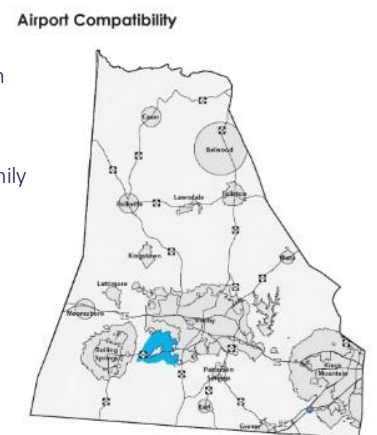 Airport Compatibility
n
nily
Casar
Belwood
Lawndale
Fallston
Polkville
Kingstown
Waco
Lattimore
Mooresboro
Shelby
Boiling
Springs
Kings
Mountain
Patterson
Springs
Earl
Grover